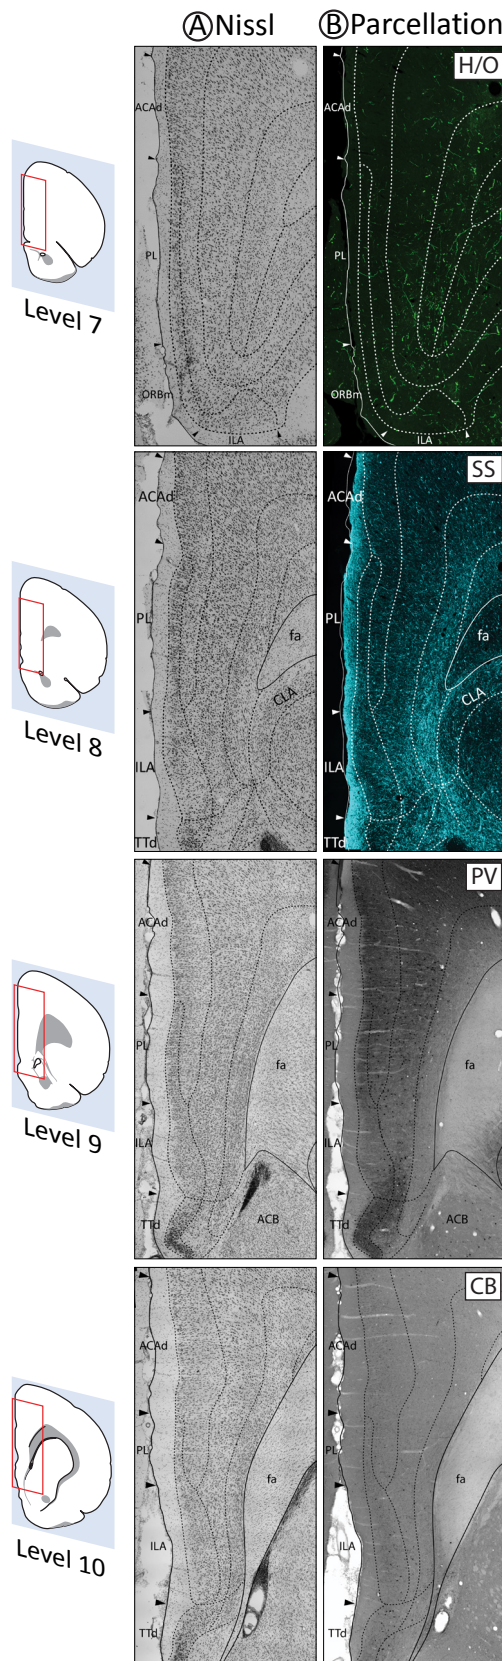 Ⓐ Nissl Ⓑ Parcellation
H/O
ACAd ACAd
PL PL
ORBm ORBm
ILA ILA
Level 7
SS
ACAd ACAd
PL PL
fa fa
CLA CLA
ILA ILA
TTd TTd
Level 8
PV
ACAd ACAd
PL PL
fa fa
ILA ILA
TTd ACB TTd ACB
Level 9
CB
ACAd ACAd
PL PL
fa fa
ILA ILA
TTd TTd
Level 10